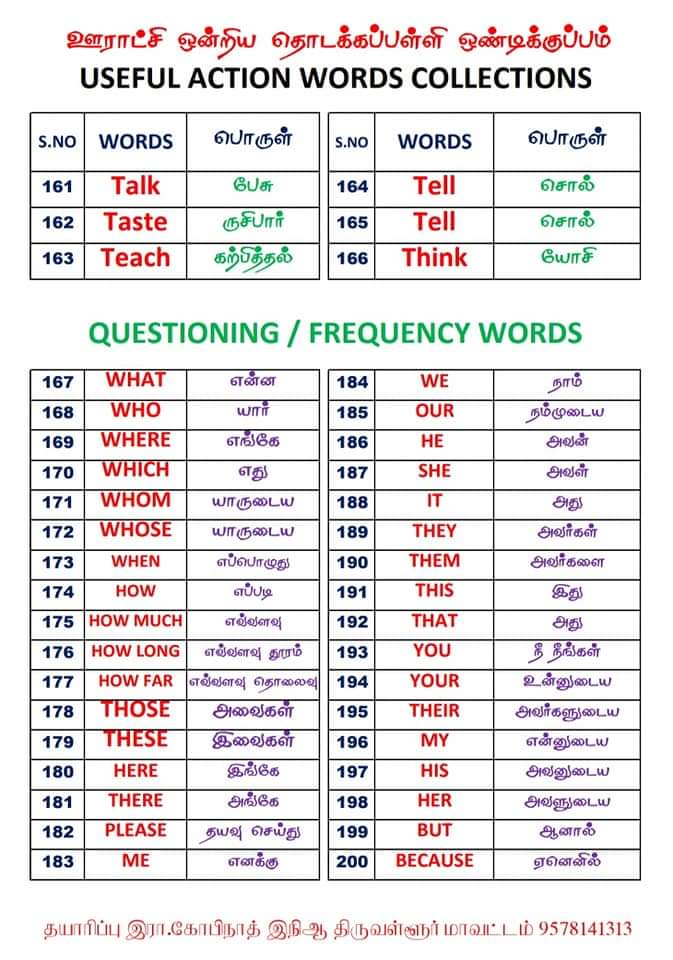 ஊராட்சி ஒன்றிய தொடக்கப்பள்ளி ஒண்டிக்குப்பம்
USEFUL ACTION WORDS COLLECTIONS
S.NO WORDS பொருள் S.NO WORDS பொருள்
161 Talk பேசு 164 Tell சொல்
162 Taste ருசிபார் 165 Tell சொல்
163 Teach கற்பித்தல் 166 Think யோசி
QUESTIONING / FREQUENCY WORDS
167 WHAT என்ன 184 WE நாம்
168 WHO யார் 185 OUR நம்முடைய
169 WHERE எங்கே 186 HE அவன்
170 WHICH எது 187 SHE அவள்
171 WHOM யாருடைய 188 IT அது
172 WHOSE யாருடைய 189 THEY அவர்கள்
173 WHEN எப்பொழுது 190 THEM அவர்களை
174 HOW எப்படி 191 THIS இது
175 HOW MUCH எவ்வளவு 192 THAT அது
176 HOW LONG எவ்வளவு தூரம் 193 YOU நீ நீங்கள்
177 HOW FAR எவ்வளவு தொலைவு 194 YOUR உன்னுடைய
178 THOSE அவைகள் 195 THEIR அவர்களுடைய
179 THESE இவைகள் 196 MY என்னுடைய
180 HERE இங்கே 197 HIS அவனுடைய
181 THERE அங்கே 198 HER அவளுடைய
182 PLEASE தயவு செய்து 199 BUT ஆனால்
183 ME எனக்கு 200 BECAUSE ஏனெனில்
தயாரிப்பு இரா.கோபிநாத் இநிஆ திருவள்ளூர் மாவட்டம் 9578141313